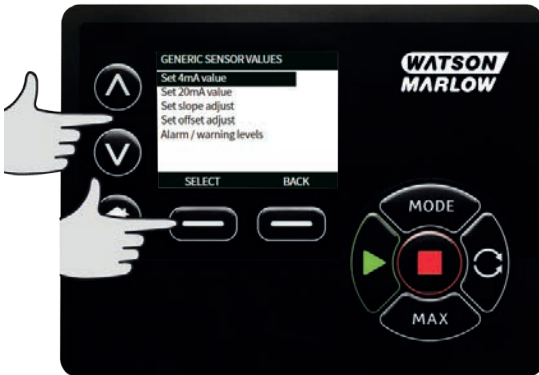 GENERIC SENSOR VALUES
Set 4mA value
Set 20mA value
Set slope adjust
Set offset adjust
Alarm / warning levels
SELECT BACK
WATSON
MARLOW
MODE
MAX